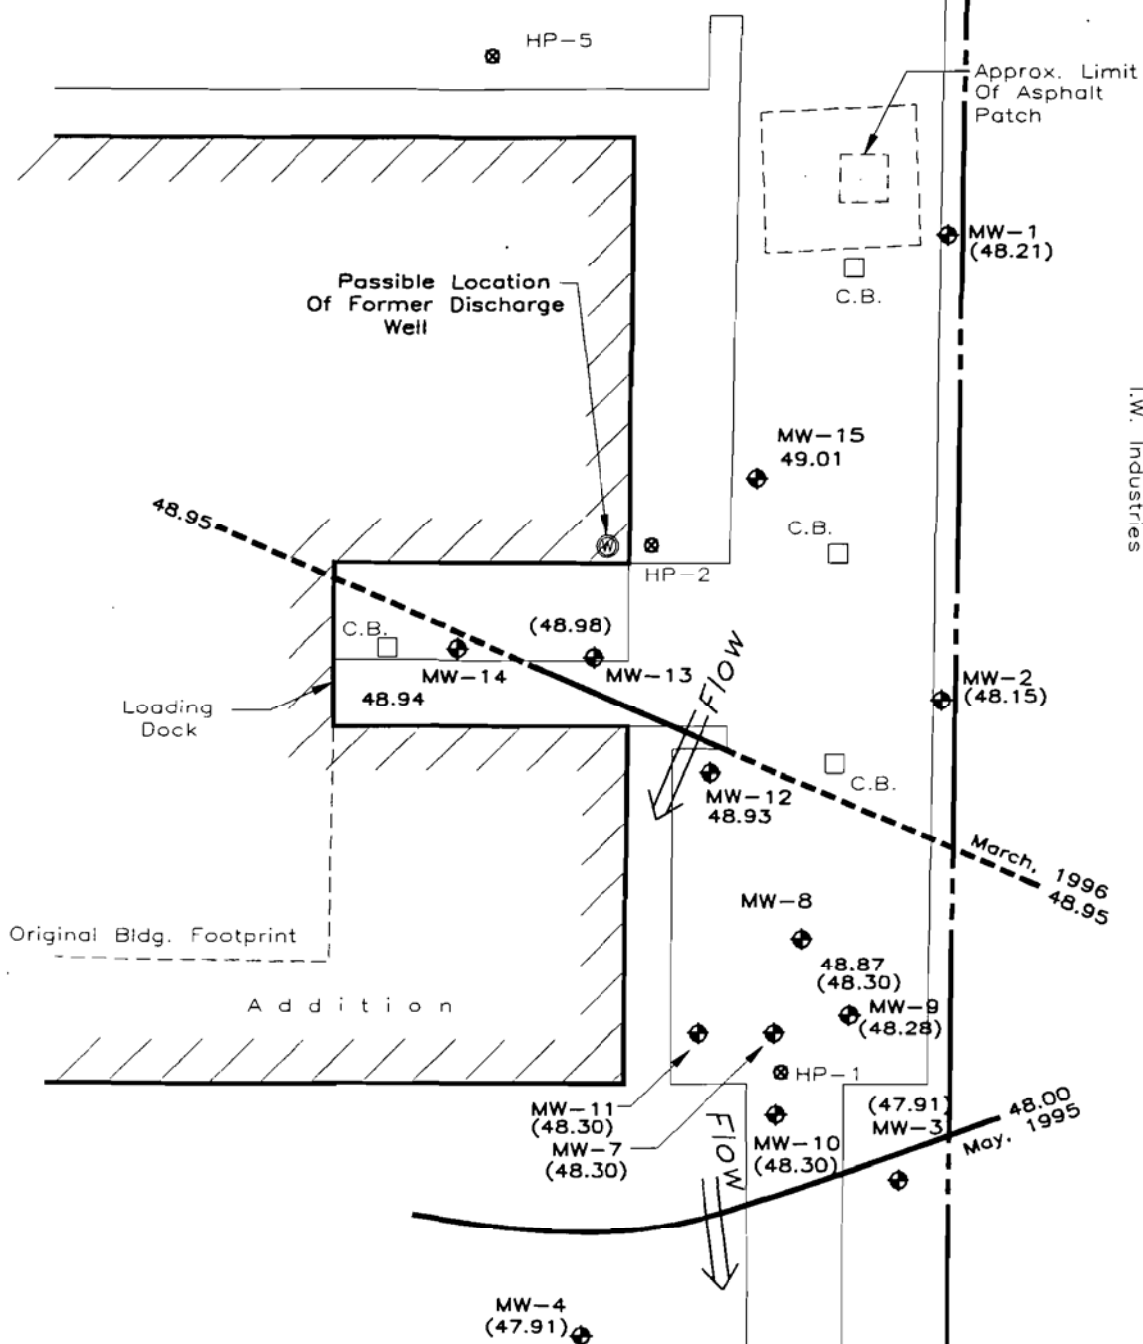 HP-5
Approx. Limit
Of Asphalt
Patch
MW-1
(48.21)
C.B.
Passible Location
Of Former Discharge
Well
W
I.W. Industries
MW-15
49.01
C.B.
48.95
HP-2
C.B.
(48.98)
MW-14
MW-13
48.94
Loading
Dock
Flow
MW-2
(48.15)
C.B.
MW-12
48.93
March, 1996
48.95
MW-8
48.87
(48.30)
MW-9
(48.28)
Original Bldg. Footprint
Addition
HP-1
MW-11
(48.30)
MW-7
(48.30)
MW-10
(48.30)
Flow
(47.91)
MW-3
48.00
May, 1995
MW-4
(47.91)